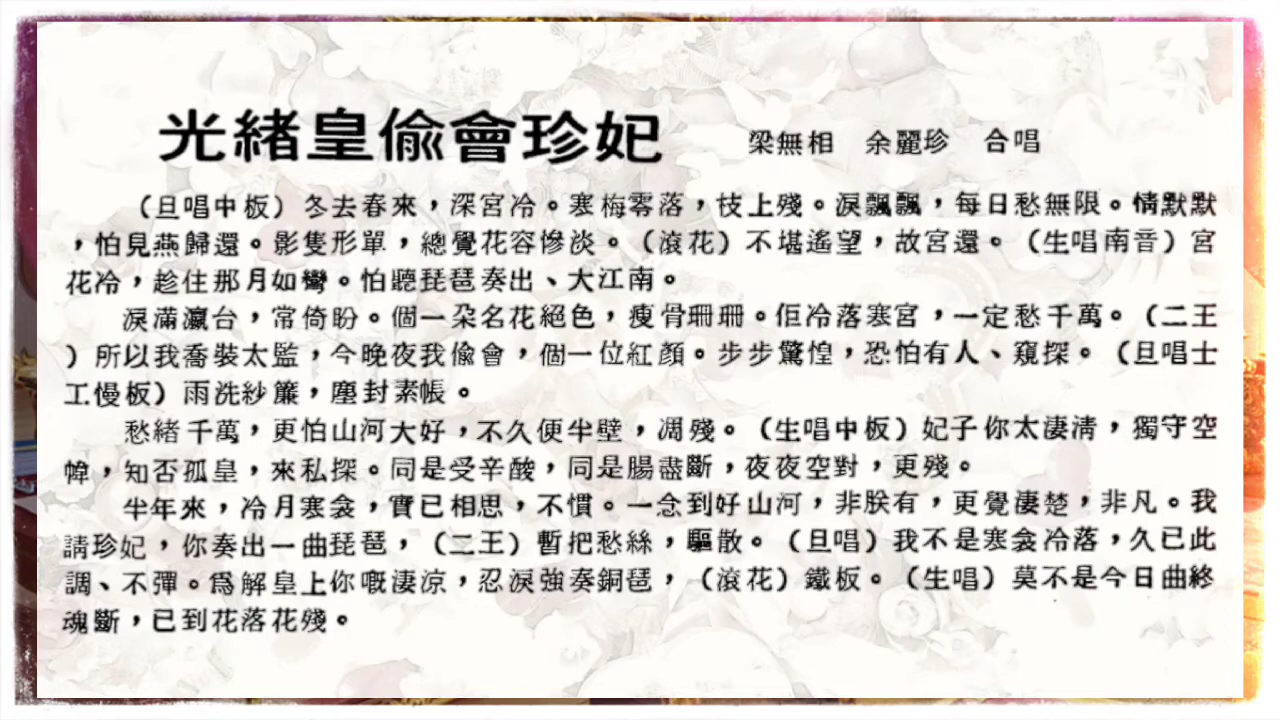 光緒皇偷會珍妃 梁無相 余麗珍 合唱
（旦唱中板）冬去春來，深宮冷。寒梅零落，枝上殘。淚飄飄，每日愁無限。情默默
，怕見燕歸還。影隻形單，總覺花容慘淡。（滾花）不堪遙望，故宮還。（生唱南音）宮
花冷，趁住那月如彎。怕聽琵琶奏出、大江南。
淚滿瀛台，常倚盼。個一朵名花絕色，瘦骨珊珊。佢冷落寒宮，一定愁千萬。（二王
）所以我喬裝太監，今晚夜我偷會，個一位紅顏。步步驚惶，恐怕有人、窺探。（旦唱士
工慢板）雨洗紗簾，塵封素帳。
愁緒千萬，更怕山河大好，不久便半壁，凋殘。（生唱中板）妃子你太淒清，獨守空
幃，知否孤皇，來私探。同是受辛酸，同是腸盡斷，夜夜空對，更殘。
半年來，冷月寒衾，實已相思，不慣。一念到好山河，非朕有，更覺淒楚，非凡。我
請珍妃，你奏出一曲琵琶，（二王）暫把愁絲，驅散。（旦唱）我不是寒衾冷落，久已此
調、不彈。為解皇上你嘅淒涼，忍淚強奏銅琶，（滾花）鐵板。（生唱）莫不是今日曲終
魂斷，已到花落花殘。